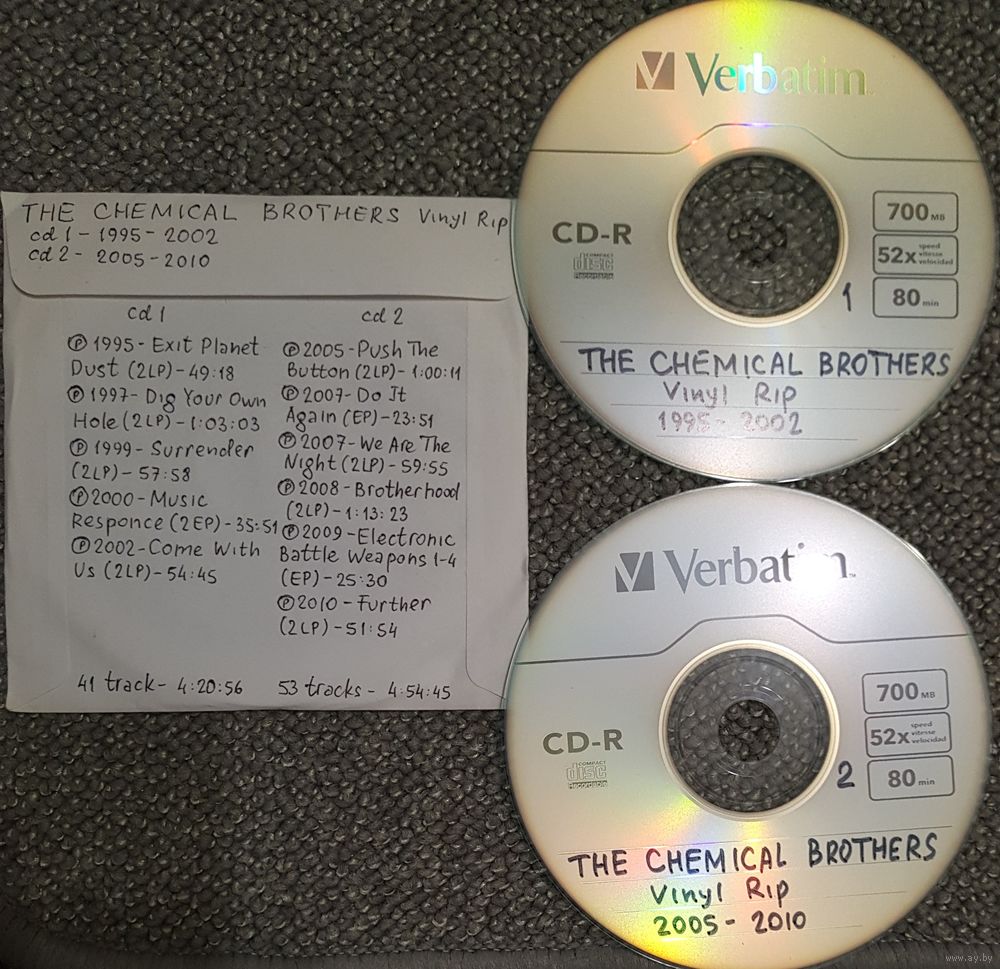 THE CHEMICAL BROTHERS Vinyl Rip
cd 1 - 1995 - 2002
cd 2 - 2005 - 2010
cd 1
Ⓟ 1995 - Exit Planet
Dust (2LP) - 49:18
Ⓟ 1997 - Dig Your Own
Hole (2LP) - 1:03:03
Ⓟ 1999 - Surrender
(2LP) - 57:58
Ⓟ 2000 - Music
Responce (2EP) - 35:51
Ⓟ 2002 - Come With
Us (2LP) - 54:45
41 track - 4:20:56
cd 2
Ⓟ 2005 - Push The
Button (2LP) - 1:00:11
Ⓟ 2007 - Do It
Again (EP) - 23:51
Ⓟ 2007 - We Are The
Night (2LP) - 59:55
Ⓟ 2008 - Brotherhood
(2LP) - 1:13:23
Ⓟ 2009 - Electronic
Battle Weapons 1-4
(EP) - 25:30
Ⓟ 2010 - Further
(2LP) - 51:54
53 tracks - 4:54:45
Verbatim
CD-R
COMPACT
disc
Recordable
700 MB
52x speed
vitesse
velocidad
80 min
1
THE CHEMICAL BROTHERS
Vinyl Rip
1995 - 2002
Verbatim
CD-R
COMPACT
disc
Recordable
700 MB
52x speed
vitesse
velocidad
80 min
2
THE CHEMICAL BROTHERS
Vinyl Rip
2005 - 2010
www.ay.by